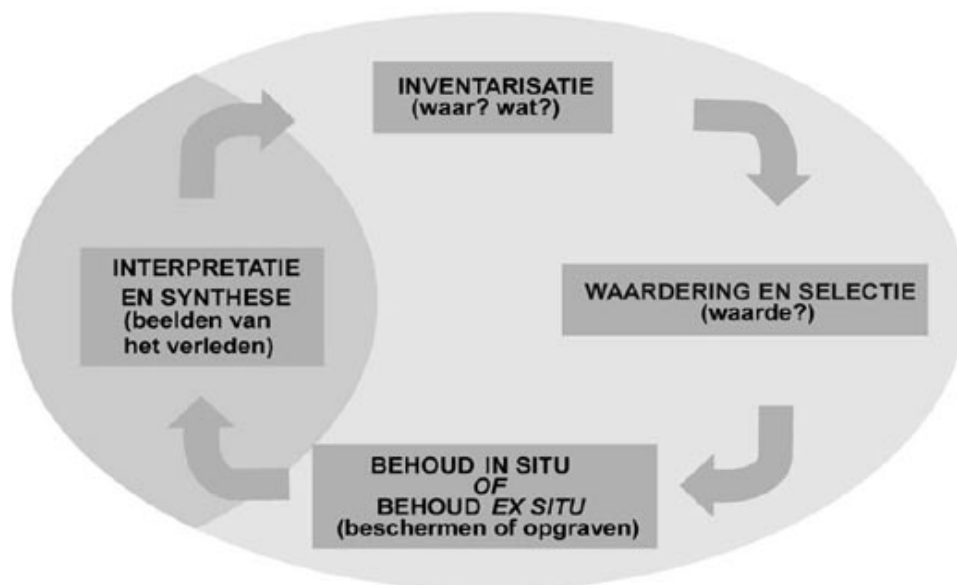 INVENTARISATIE
(waar? wat?)
WAARDERING EN SELECTIE
(waarde?)
BEHOUD IN SITU
OF
BEHOUD EX SITU
(beschermen of opgraven)
INTERPRETATIE
EN SYNTHESE
(beelden van
het verleden)